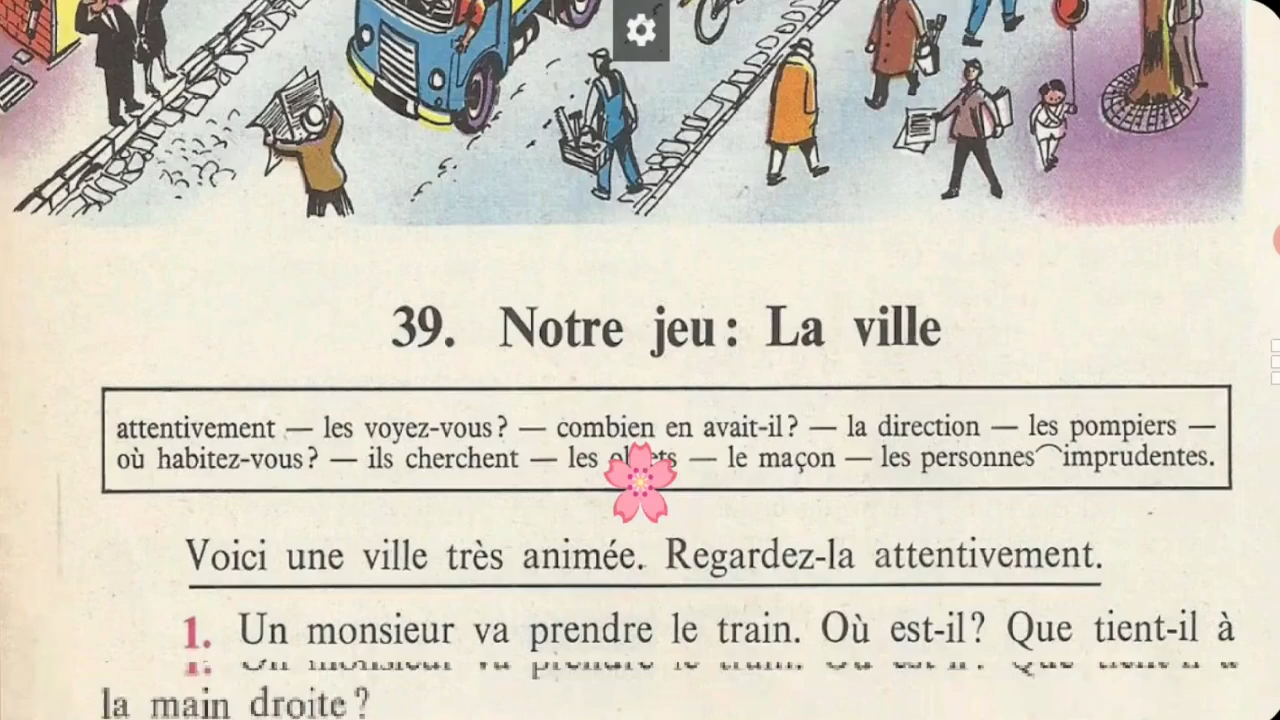 39. Notre jeu : La ville
attentivement — les voyez-vous? — combien en avait-il? — la direction — les pompiers —
où habitez-vous? — ils cherchent — les — le maçon — les personnes‿imprudentes.
Voici une ville très animée. Regardez-la attentivement.
1. Un monsieur va prendre le train. Où est-il? Que tient-il à
la main droite?